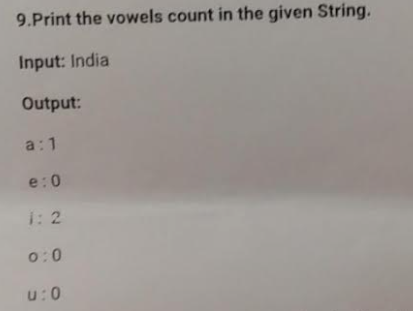 9.Print the vowels count in the given String.
Input: India
Output:
a:1
e:0
i: 2
o:0
u:0